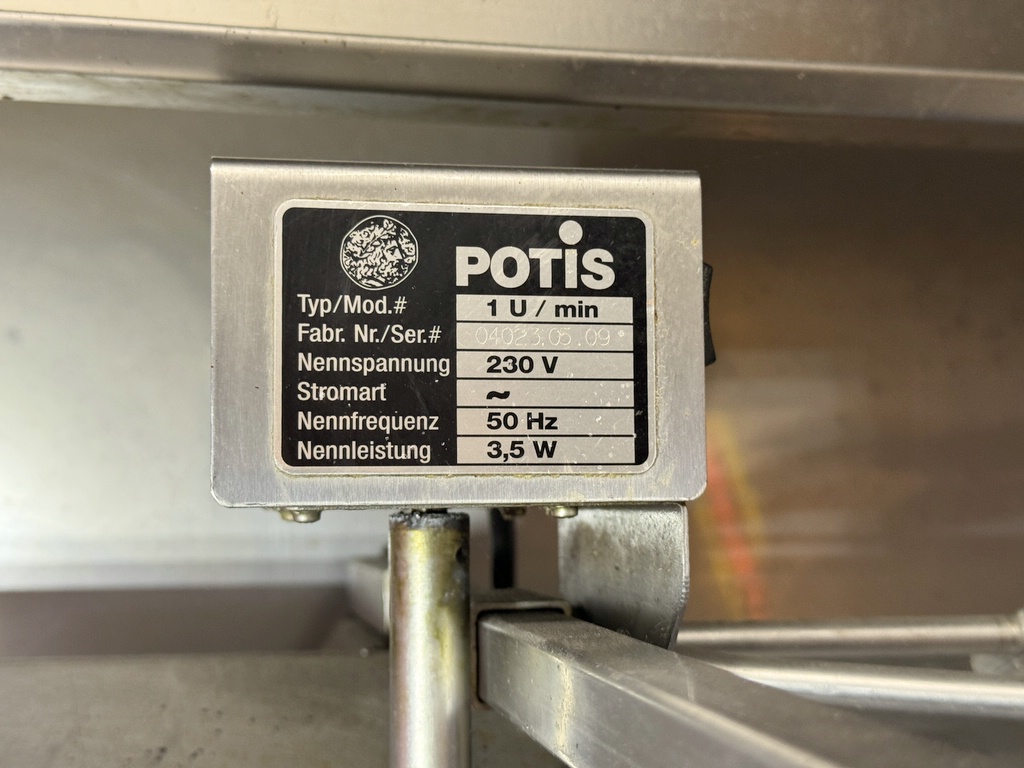 POTiS
Typ/Mod.# 1 U / min
Fabr. Nr./Ser.# 04023.05.09
Nennspannung 230 V
Stromart ~
Nennfrequenz 50 Hz
Nennleistung 3,5 W